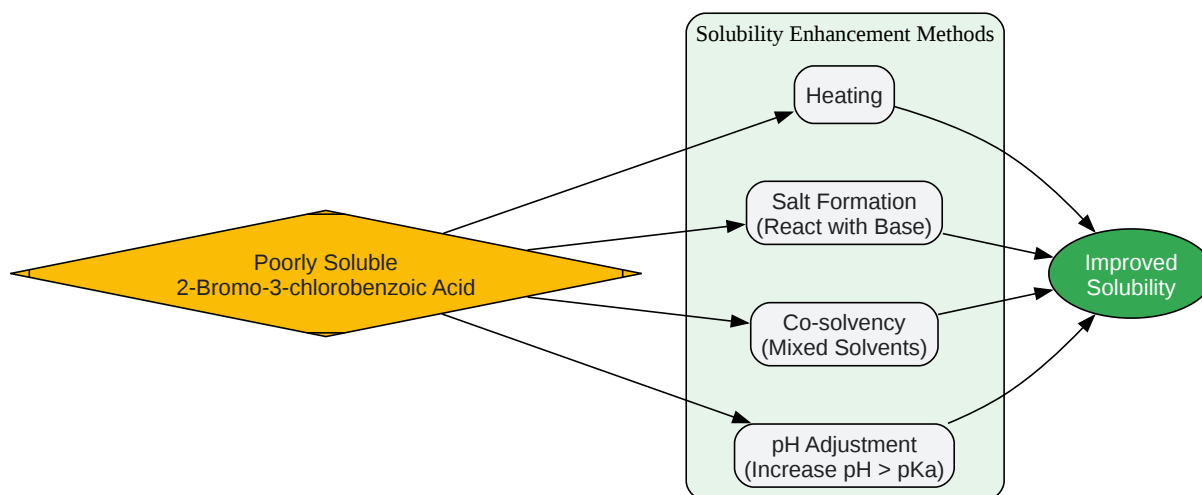 Solubility Enhancement Methods
Heating
Salt Formation
(React with Base)
Poorly Soluble
2-Bromo-3-chlorobenzoic Acid
Improved
Solubility
Co-solvency
(Mixed Solvents)
pH Adjustment
(Increase pH > pKa)